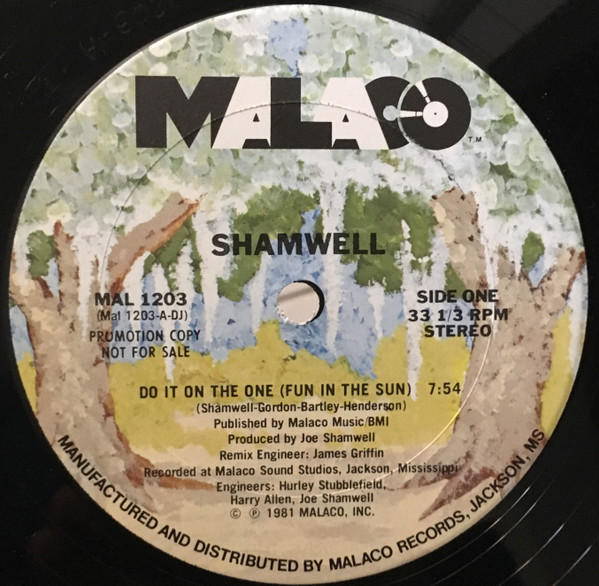 MALACO
TM
SHAMWELL
MAL 1203
(Mal 1203-A-DJ)
PROMOTION COPY
NOT FOR SALE
SIDE ONE
33 1/3 RPM
STEREO
DO IT ON THE ONE (FUN IN THE SUN) 7:54
(Shamwell-Gordon-Bartley-Henderson)
Published by Malaco Music/BMI
Produced by Joe Shamwell
Remix Engineer: James Griffin
Recorded at Malaco Sound Studios, Jackson, Mississippi
Engineers: Hurley Stubblefield,
Harry Allen, Joe Shamwell
© ℗ 1981 MALACO, INC.
MANUFACTURED AND DISTRIBUTED BY MALACO RECORDS, JACKSON, MS